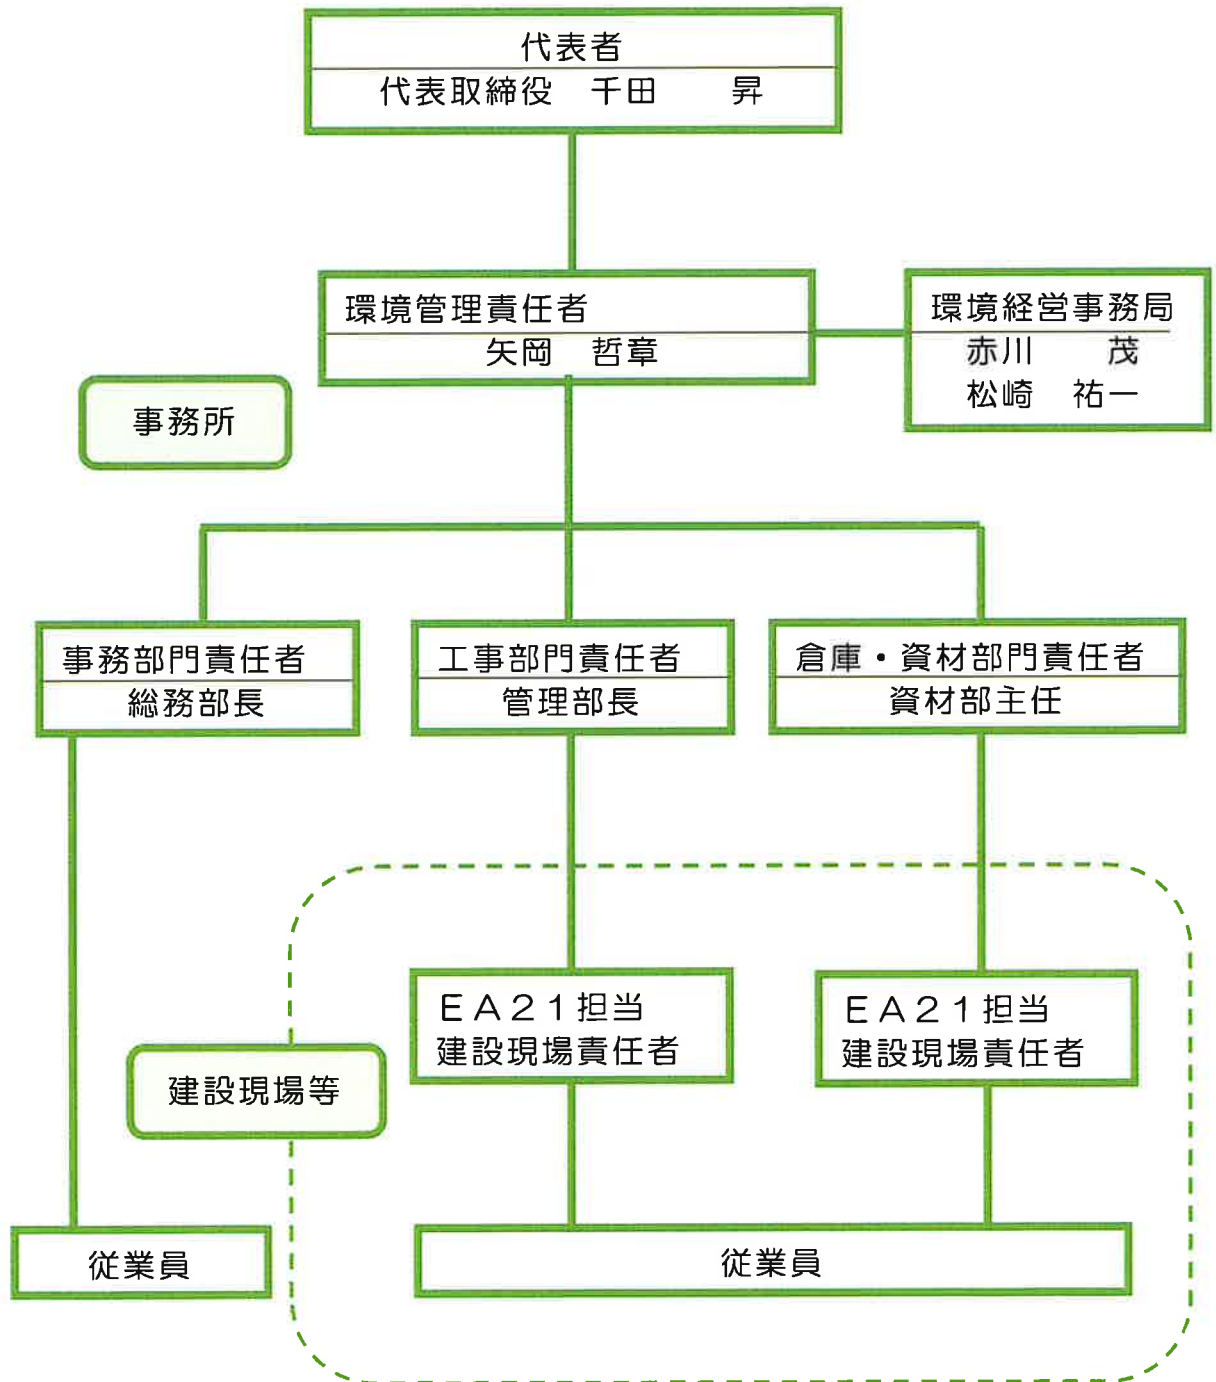 代表者
代表取締役　千田　　昇
環境管理責任者
矢岡　哲章
環境経営事務局
赤川　　茂
松崎　祐一
事務所
事務部門責任者
総務部長
工事部門責任者
管理部長
倉庫・資材部門責任者
資材部主任
ＥＡ２１担当
建設現場責任者
ＥＡ２１担当
建設現場責任者
建設現場等
従業員
従業員